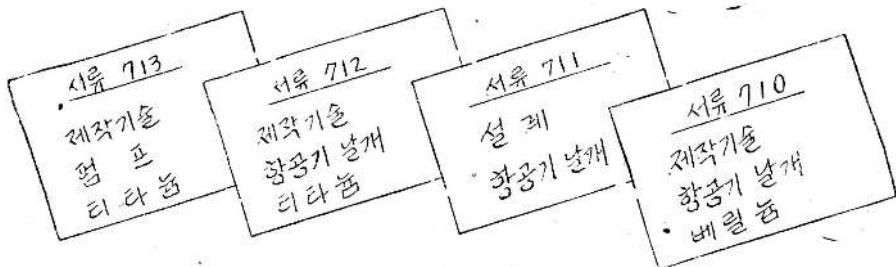 서류 713
제작기술
펌 프
티타늄
서류 712
제작기술
항공기 날개
티타늄
서류 711
설 계
항공기 날개
서류 710
제작기술
항공기 날개
베릴늄